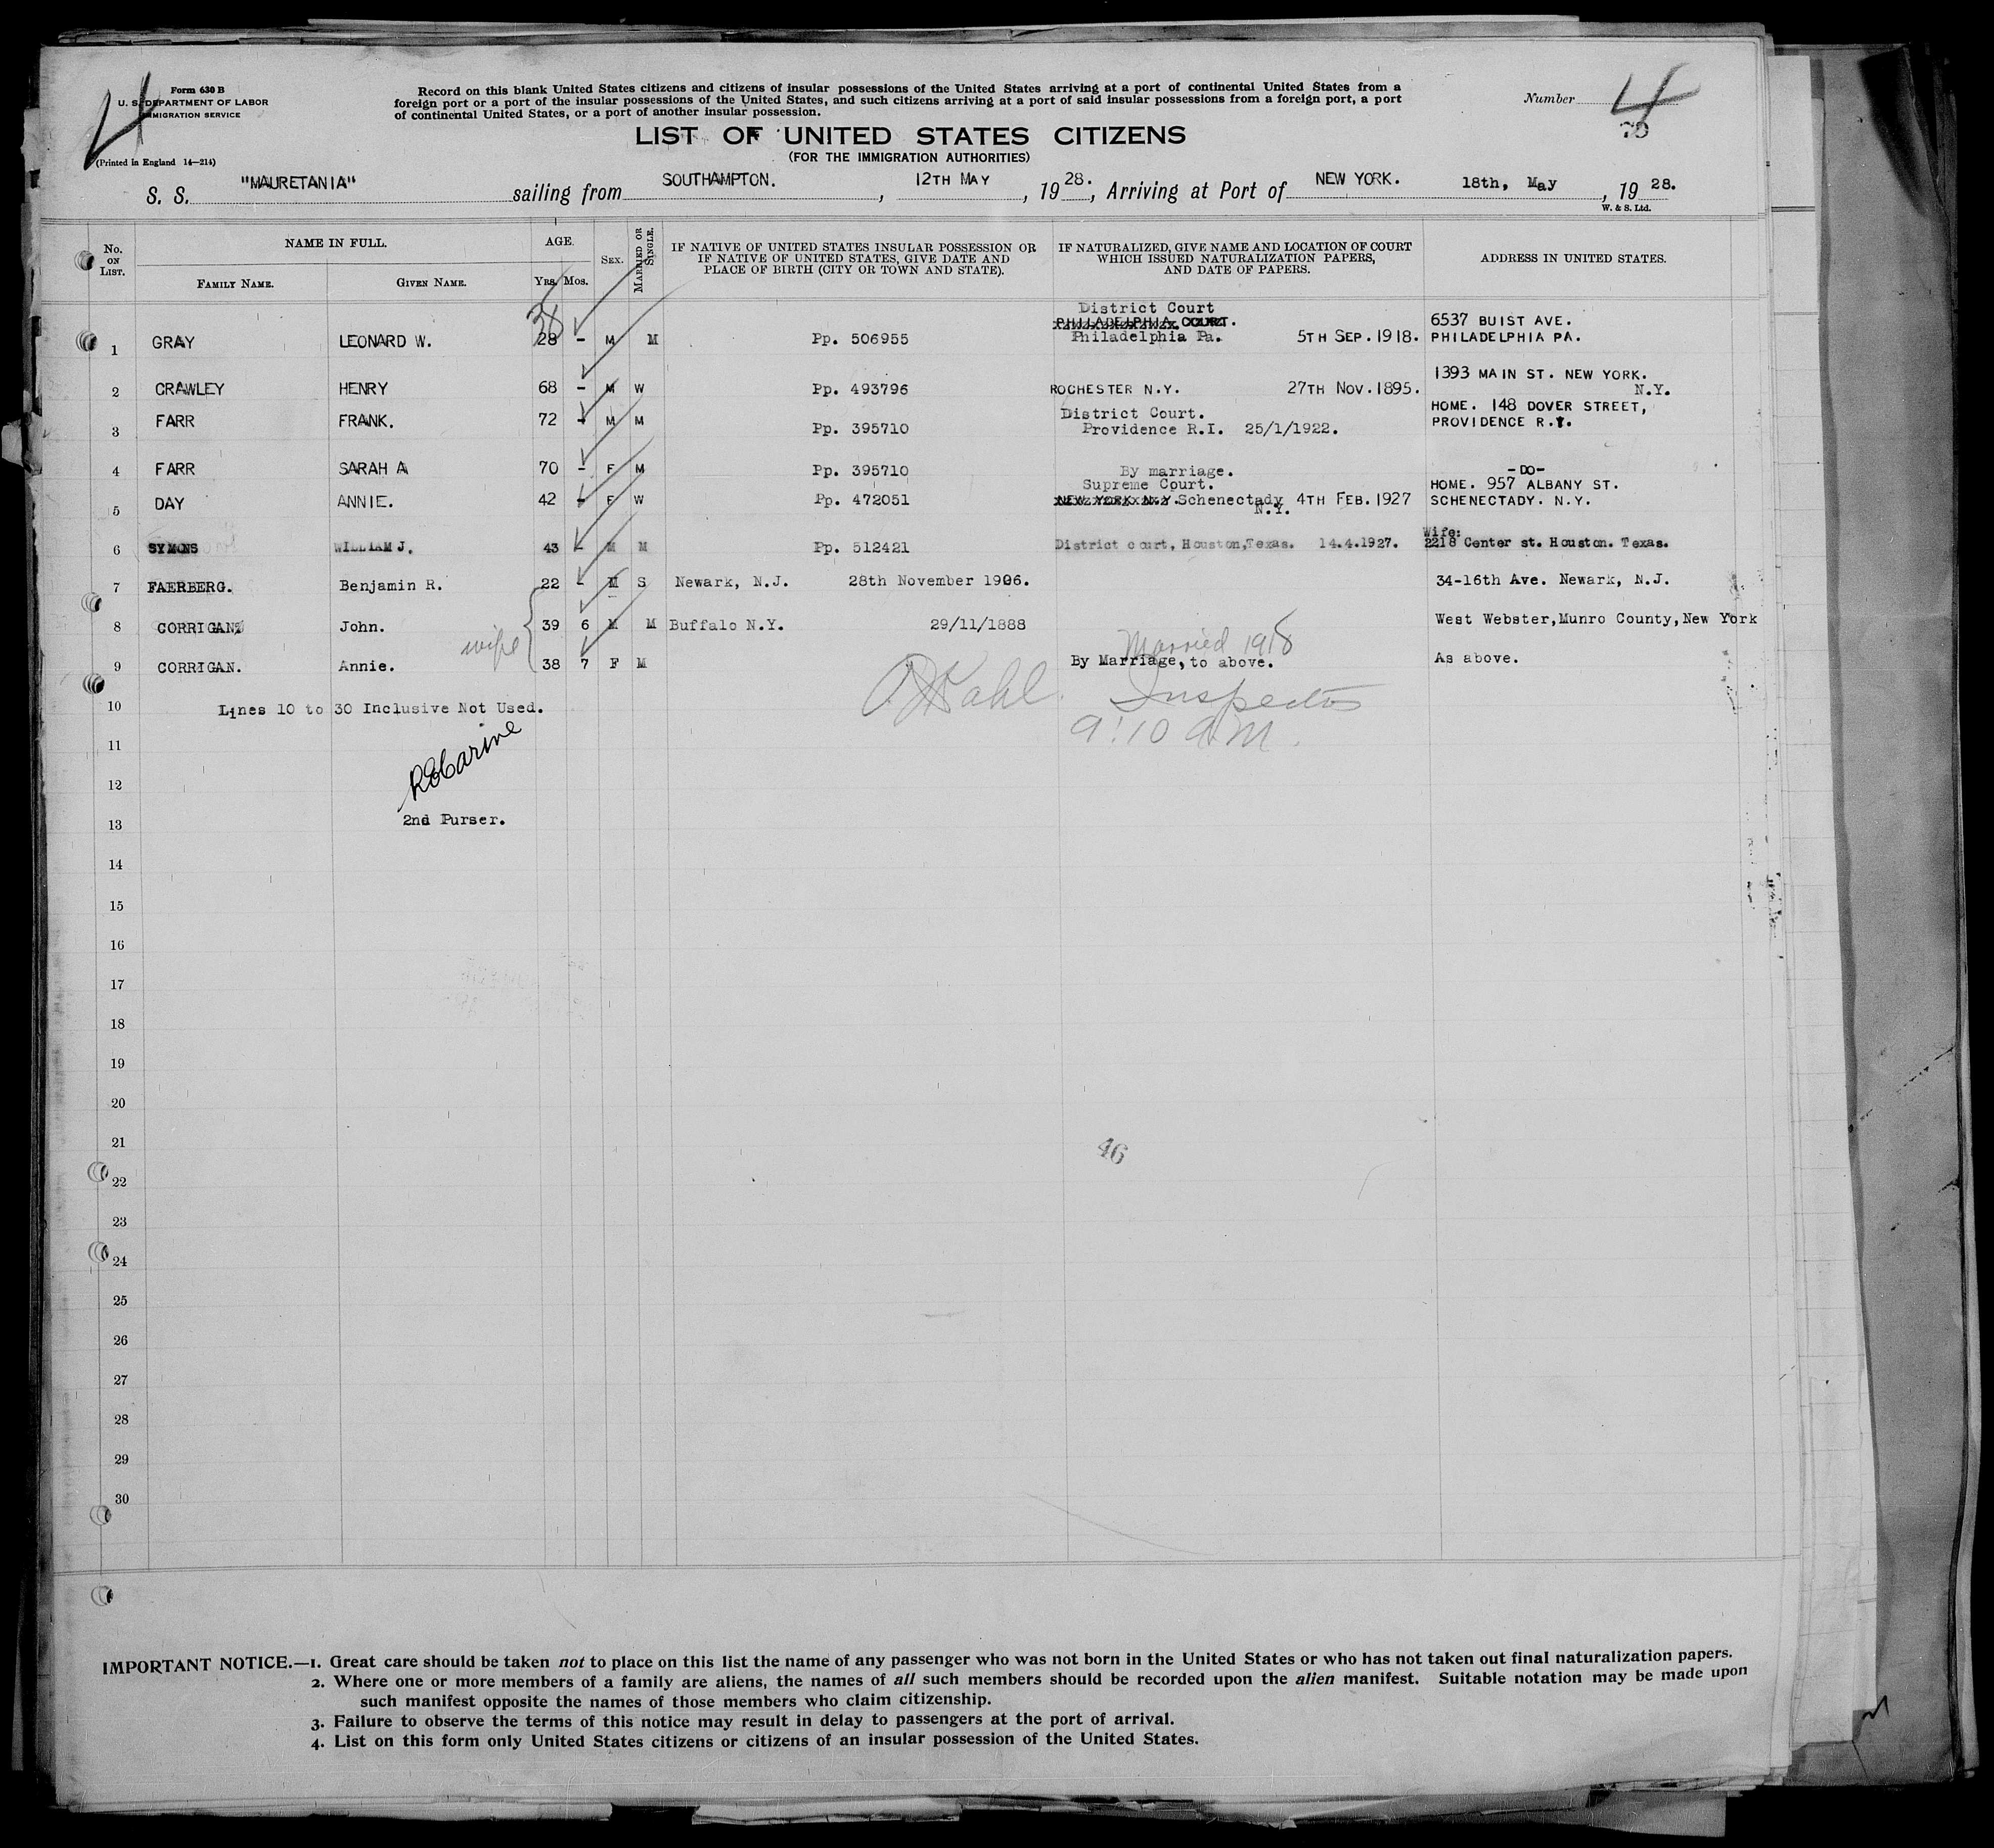 Form 630 B
U. S. DEPARTMENT OF LABOR
IMMIGRATION SERVICE
(Printed in England 14—214)
Record on this blank United States citizens and citizens of insular possessions of the United States arriving at a port of continental United States from a
foreign port or a port of the insular possessions of the United States, and such citizens arriving at a port of said insular possessions from a foreign port, a port
of continental United States, or a port of another insular possession.
Number 4
LIST OF UNITED STATES CITIZENS
(FOR THE IMMIGRATION AUTHORITIES)
S. S. "MAURETANIA" sailing from SOUTHAMPTON. , 12TH MAY , 19 28. , Arriving at Port of NEW YORK. 18th, May , 19 28.
W. & S. Ltd.
No. ON LIST. NAME IN FULL. AGE. SEX. MARRIED OR SINGLE. IF NATIVE OF UNITED STATES INSULAR POSSESSION OR IF NATIVE OF UNITED STATES, GIVE DATE AND PLACE OF BIRTH (CITY OR TOWN AND STATE). IF NATURALIZED, GIVE NAME AND LOCATION OF COURT WHICH ISSUED NATURALIZATION PAPERS, AND DATE OF PAPERS. ADDRESS IN UNITED STATES.
FAMILY NAME. GIVEN NAME. Yrs. Mos.
District Court
38 PHILADELPHIA COURT. 6537 BUIST AVE.
1 GRAY LEONARD W. 28 - M M Pp. 506955 Philadelphia Pa. 5TH SEP. 1918. PHILADELPHIA PA.
1393 MAIN ST. NEW YORK.
2 CRAWLEY HENRY 68 - M W Pp. 493796 ROCHESTER N.Y. 27TH NOV. 1895. N.Y.
District Court. HOME. 148 DOVER STREET,
3 FARR FRANK. 72 - M M Pp. 395710 Providence R.I. 25/1/1922. PROVIDENCE R.I.
4 FARR SARAH A 70 - F M Pp. 395710 By marriage. -DO-
Supreme Court. HOME. 957 ALBANY ST.
5 DAY ANNIE. 42 - F W Pp. 472051 NEW YORK N.Y. Schenectady N.Y. 4TH FEB. 1927 SCHENECTADY. N.Y.
Wife:
6 SYMONS WILLIAM J. 43 - M M Pp. 512421 District court, Houston, Texas. 14.4.1927. 2218 Center st. Houston. Texas.
7 FAERBERG. Benjamin R. 22 - M S Newark, N.J. 28th November 1906. 34-16th Ave. Newark, N.J.
8 CORRIGAN. John. 39 6 M M Buffalo N.Y. 29/11/1888 West Webster, Munro County, New York
wife Married 1918
9 CORRIGAN. Annie. 38 7 F M By Marriage, to above. As above.
Kahl. Inspector
10 Lines 10 to 30 Inclusive Not Used.
9:10 AM.
11
12
13 2nd Purser.
14
15
16
17
18
19
20
21
46
22
23
24
25
26
27
28
29
30
IMPORTANT NOTICE.—1. Great care should be taken not to place on this list the name of any passenger who was not born in the United States or who has not taken out final naturalization papers.
2. Where one or more members of a family are aliens, the names of all such members should be recorded upon the alien manifest. Suitable notation may be made upon
such manifest opposite the names of those members who claim citizenship.
3. Failure to observe the terms of this notice may result in delay to passengers at the port of arrival.
4. List on this form only United States citizens or citizens of an insular possession of the United States.